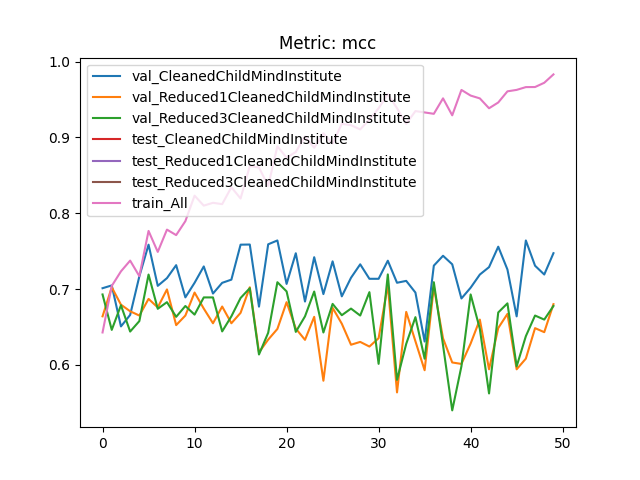 Metric: mcc
1.0
0.9
0.8
0.7
0.6
val_CleanedChildMindInstitute
val_Reduced1CleanedChildMindInstitute
val_Reduced3CleanedChildMindInstitute
test_CleanedChildMindInstitute
test_Reduced1CleanedChildMindInstitute
test_Reduced3CleanedChildMindInstitute
train_All
0 10 20 30 40 50